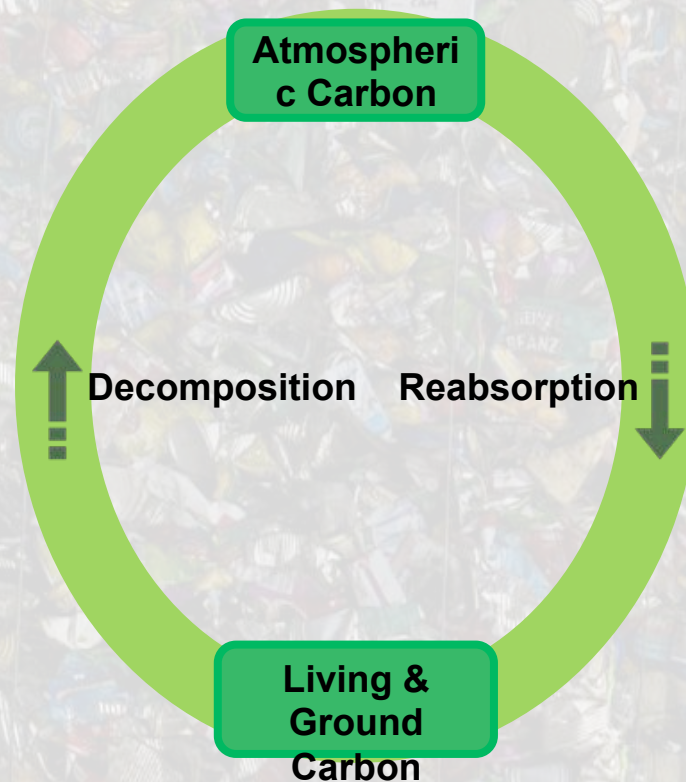 Atmospheri
c Carbon
Decomposition Reabsorption
Living &
Ground
Carbon